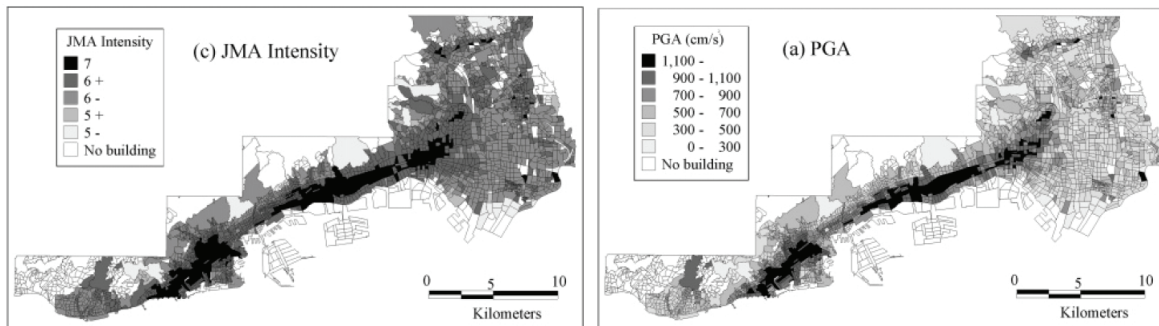 JMA Intensity
7
6 +
6 -
5 +
5 -
No building
(c) JMA Intensity
0 5 10
Kilometers
PGA (cm/s²)
1,100 -
900 - 1,100
700 - 900
500 - 700
300 - 500
0 - 300
No building
(a) PGA
0 5 10
Kilometers